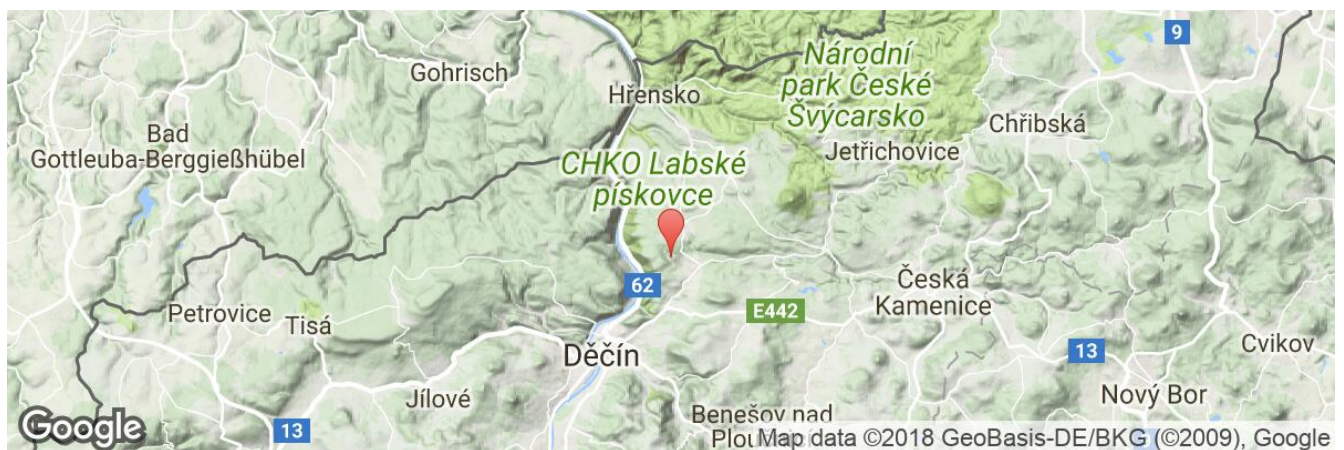 9
Národní
park České
Švýcarsko
Gohrisch
Hřensko
Chřibská
Bad
Gottleuba-Berggießhübel
Jetřichovice
CHKO Labské
pískovce
62
Česká
Kamenice
Petrovice
Tisá
E442
Děčín
13
Cvikov
Jílové
Nový Bor
Benešov nad
Google
13
Map data ©2018 GeoBasis-DE/BKG (©2009), Google